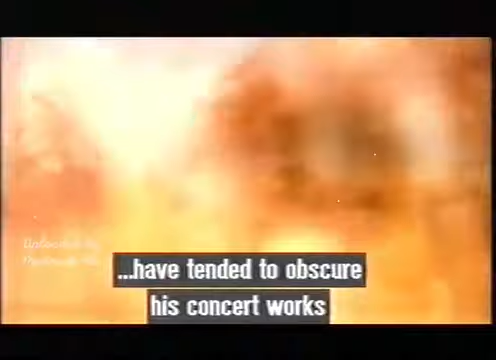 ...have tended to obscure
his concert works